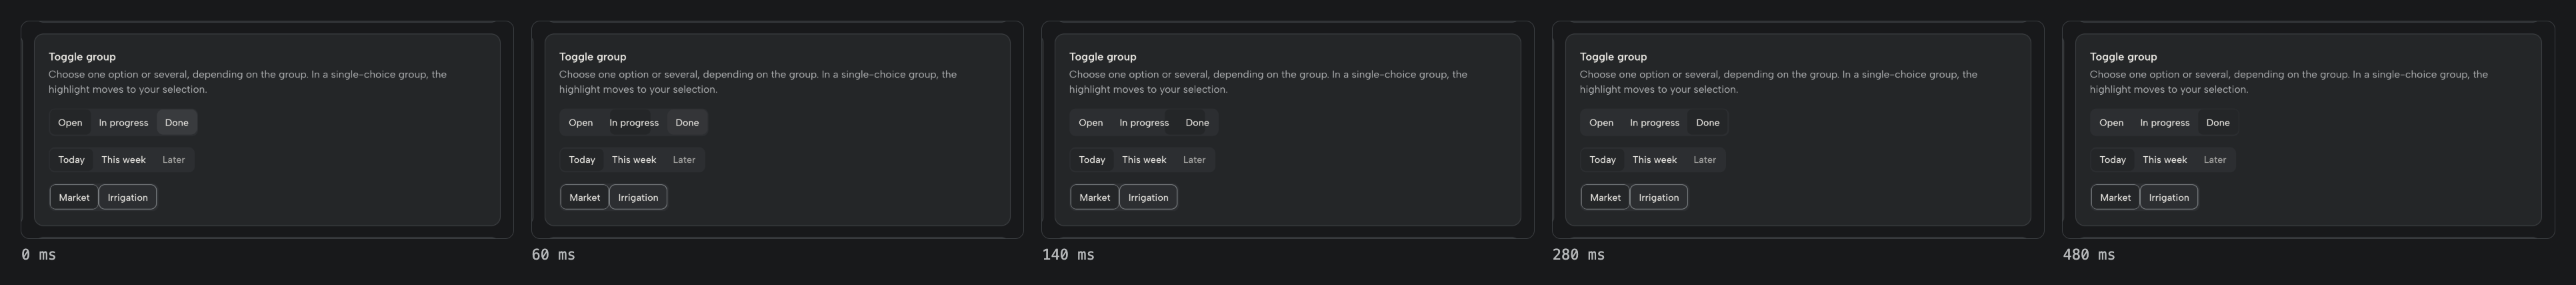 Toggle group
Choose one option or several, depending on the group. In a single-choice group, the
highlight moves to your selection.
Open In progress Done
Today This week Later
Market Irrigation
0 ms
Toggle group
Choose one option or several, depending on the group. In a single-choice group, the
highlight moves to your selection.
Open In progress Done
Today This week Later
Market Irrigation
60 ms
Toggle group
Choose one option or several, depending on the group. In a single-choice group, the
highlight moves to your selection.
Open In progress Done
Today This week Later
Market Irrigation
140 ms
Toggle group
Choose one option or several, depending on the group. In a single-choice group, the
highlight moves to your selection.
Open In progress Done
Today This week Later
Market Irrigation
280 ms
Toggle group
Choose one option or several, depending on the group. In a single-choice group, the
highlight moves to your selection.
Open In progress Done
Today This week Later
Market Irrigation
480 ms